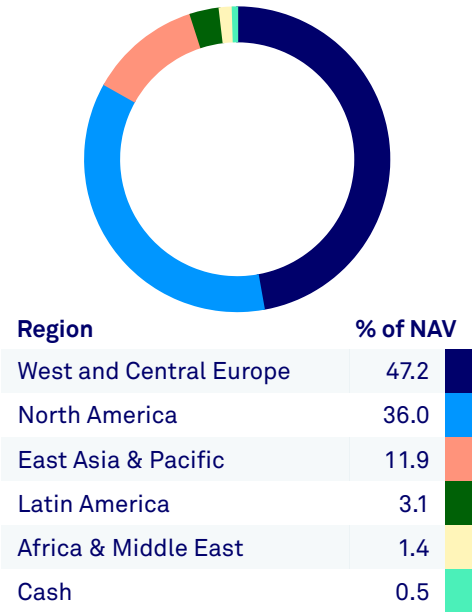 Region % of NAV
West and Central Europe 47.2
North America 36.0
East Asia & Pacific 11.9
Latin America 3.1
Africa & Middle East 1.4
Cash 0.5